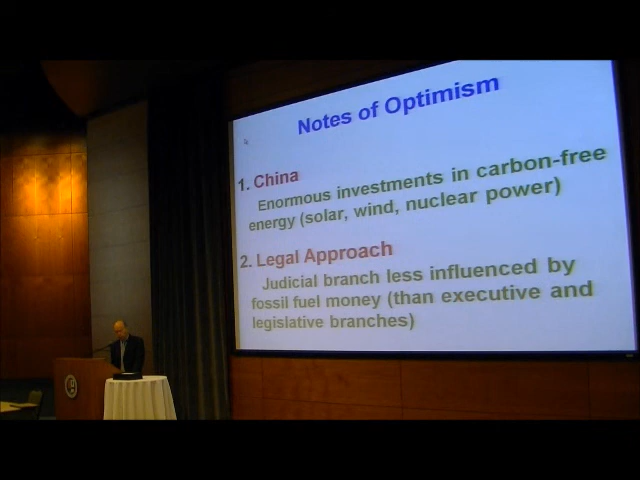 Notes of Optimism
1. China
Enormous investments in carbon-free
energy (solar, wind, nuclear power)
2. Legal Approach
Judicial branch less influenced by
fossil fuel money (than executive and
legislative branches)